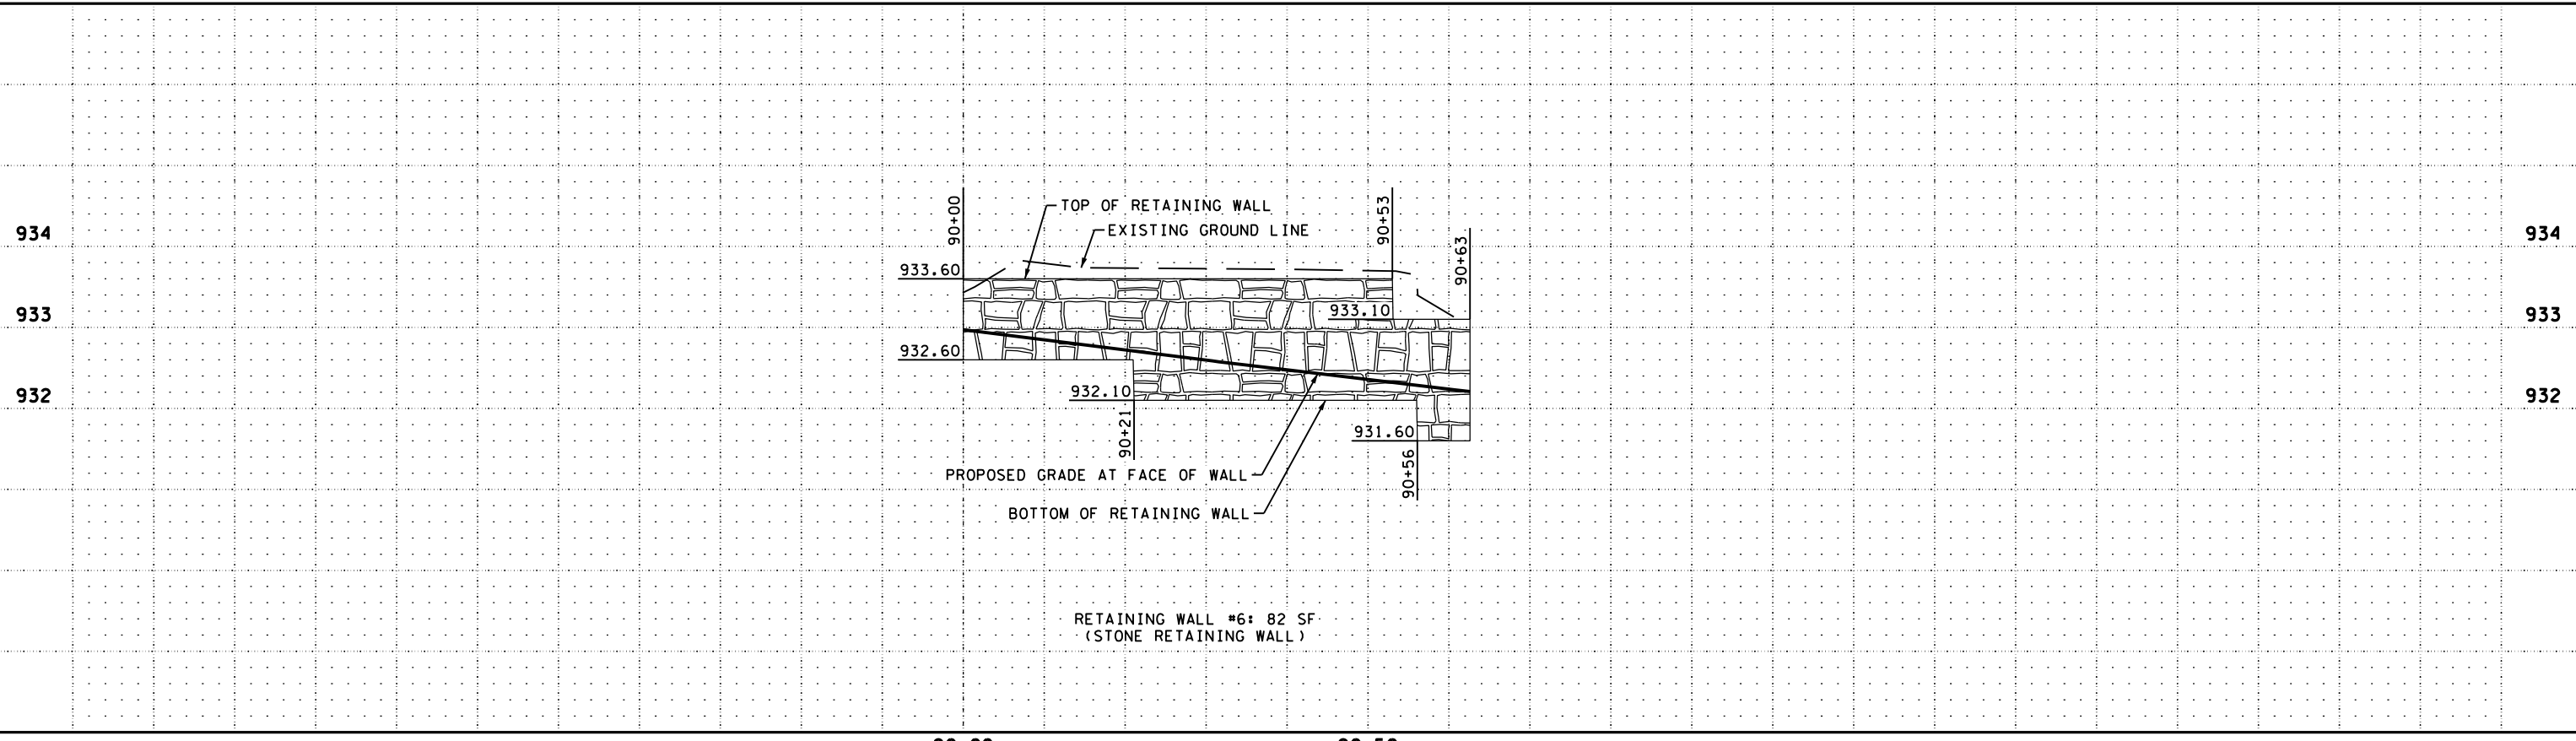 90+00
TOP OF RETAINING WALL
90+53
934
EXISTING GROUND LINE
934
90+63
933.60
933
933.10
933
932.60
932
932.10
932
90+21
931.60
90+56
PROPOSED GRADE AT FACE OF WALL
BOTTOM OF RETAINING WALL
RETAINING WALL #6: 82 SF
(STONE RETAINING WALL)